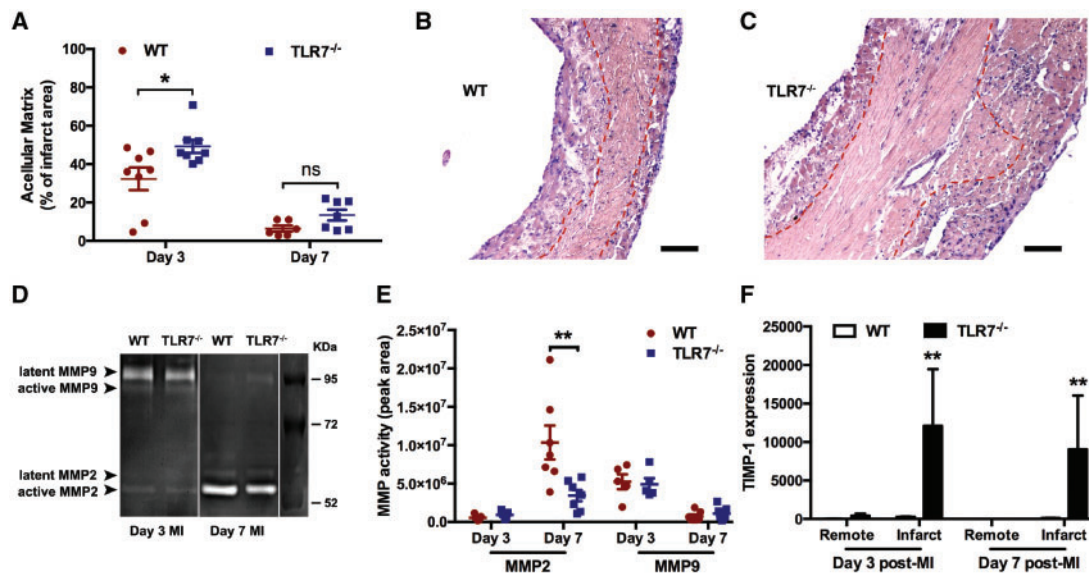 A
WT
TLR7-/-
Acellular Matrix
(% of infarct area)
100
80
60
40
20
0
*
ns
Day 3
Day 7
B
WT
C
TLR7-/-
D
WT TLR7-/- WT TLR7-/-
KDa
latent MMP9
active MMP9
latent MMP2
active MMP2
95
72
52
Day 3 MI
Day 7 MI
E
WT
TLR7-/-
MMP activity (peak area)
2.5×10^7
2.0×10^7
1.5×10^7
1.0×10^7
5.0×10^6
0.0
**
Day 3
Day 7
Day 3
Day 7
MMP2
MMP9
F
WT
TLR7-/-
TIMP-1 expression
25000
20000
15000
10000
5000
0
**
**
Remote
Infarct
Remote
Infarct
Day 3 post-MI
Day 7 post-MI